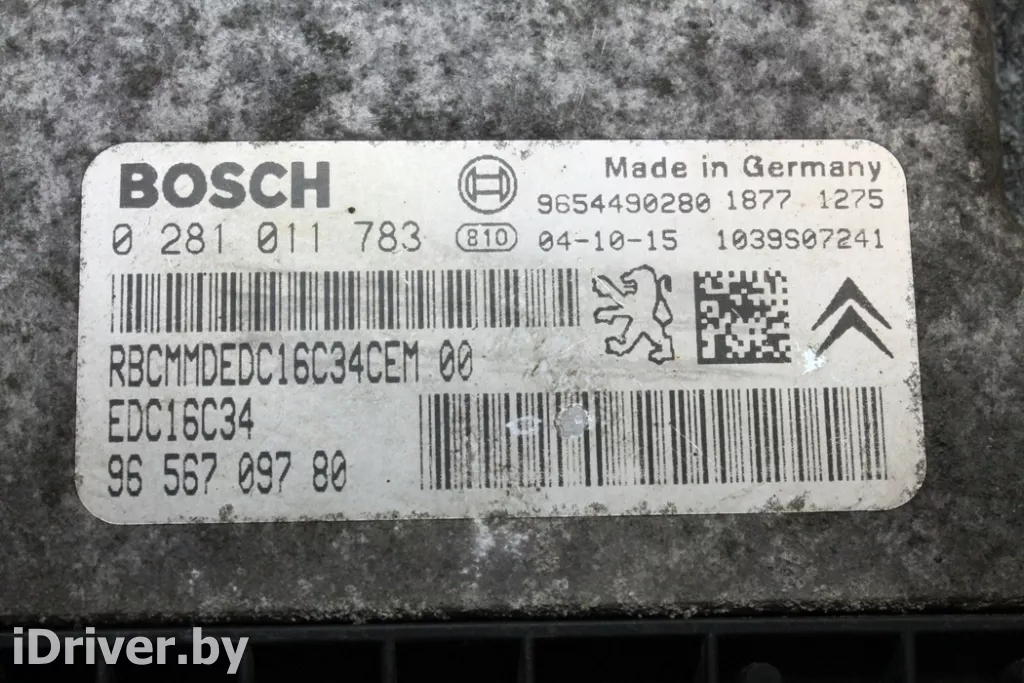 BOSCH
Made in Germany
9654490280 1877 1275
0 281 011 783 810 04-10-15 1039S07241
RBCMMDEDC16C34CEM 00
EDC16C34
96 567 097 80
iDriver.by